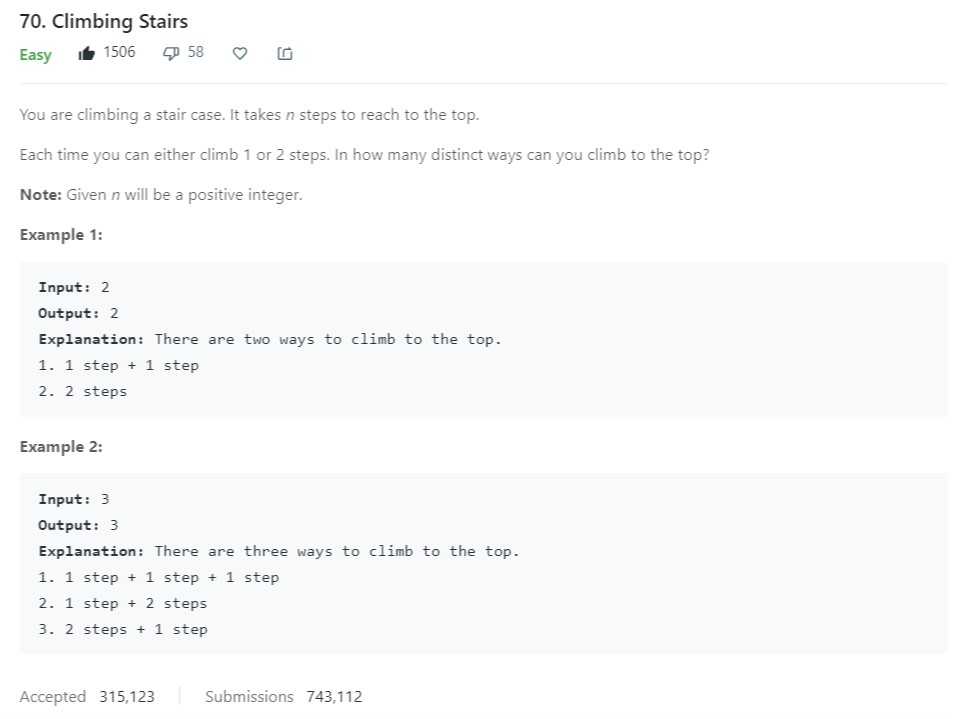 70. Climbing Stairs
Easy 1506 58
You are climbing a stair case. It takes n steps to reach to the top.
Each time you can either climb 1 or 2 steps. In how many distinct ways can you climb to the top?
Note: Given n will be a positive integer.
Example 1:
Input: 2
Output: 2
Explanation: There are two ways to climb to the top.
1. 1 step + 1 step
2. 2 steps
Example 2:
Input: 3
Output: 3
Explanation: There are three ways to climb to the top.
1. 1 step + 1 step + 1 step
2. 1 step + 2 steps
3. 2 steps + 1 step
Accepted 315,123 Submissions 743,112